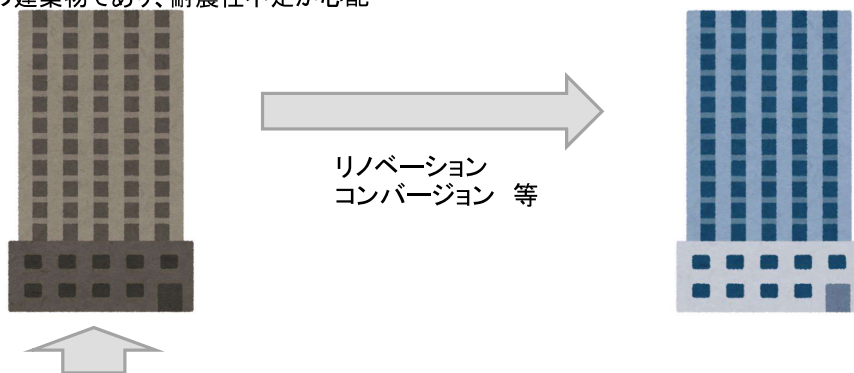 の建築物であり、耐震性不足が心配
リノベーション
コンバージョン　等